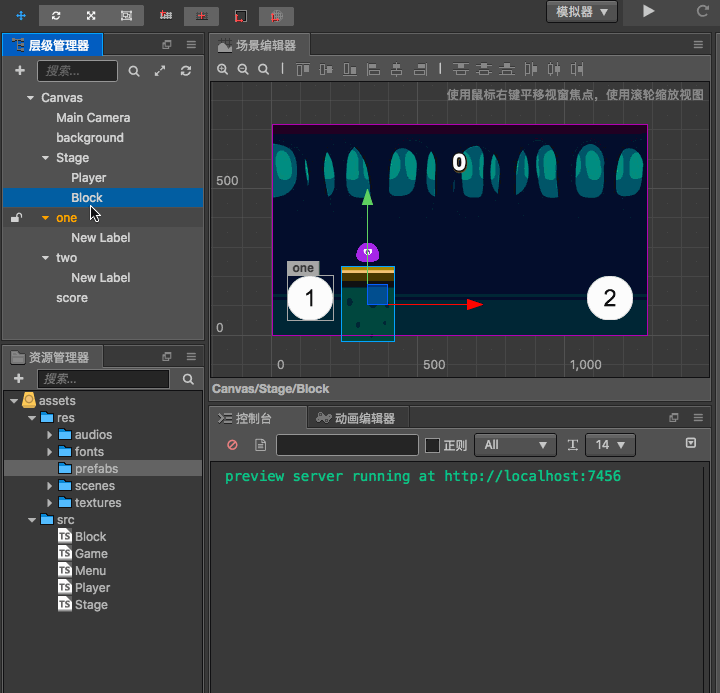 模拟器
层级管理器
搜索...
Canvas
Main Camera
background
Stage
Player
Block
one
New Label
two
New Label
score
场景编辑器
使用鼠标右键平移视窗焦点，使用滚轮缩放视图
500
0
0
500
1,000
0
one
1
2
Canvas/Stage/Block
资源管理器
搜索...
assets
res
audios
fonts
prefabs
scenes
textures
src
TS Block
TS Game
TS Menu
TS Player
TS Stage
控制台
动画编辑器
正则
All
14
preview server running at http://localhost:7456